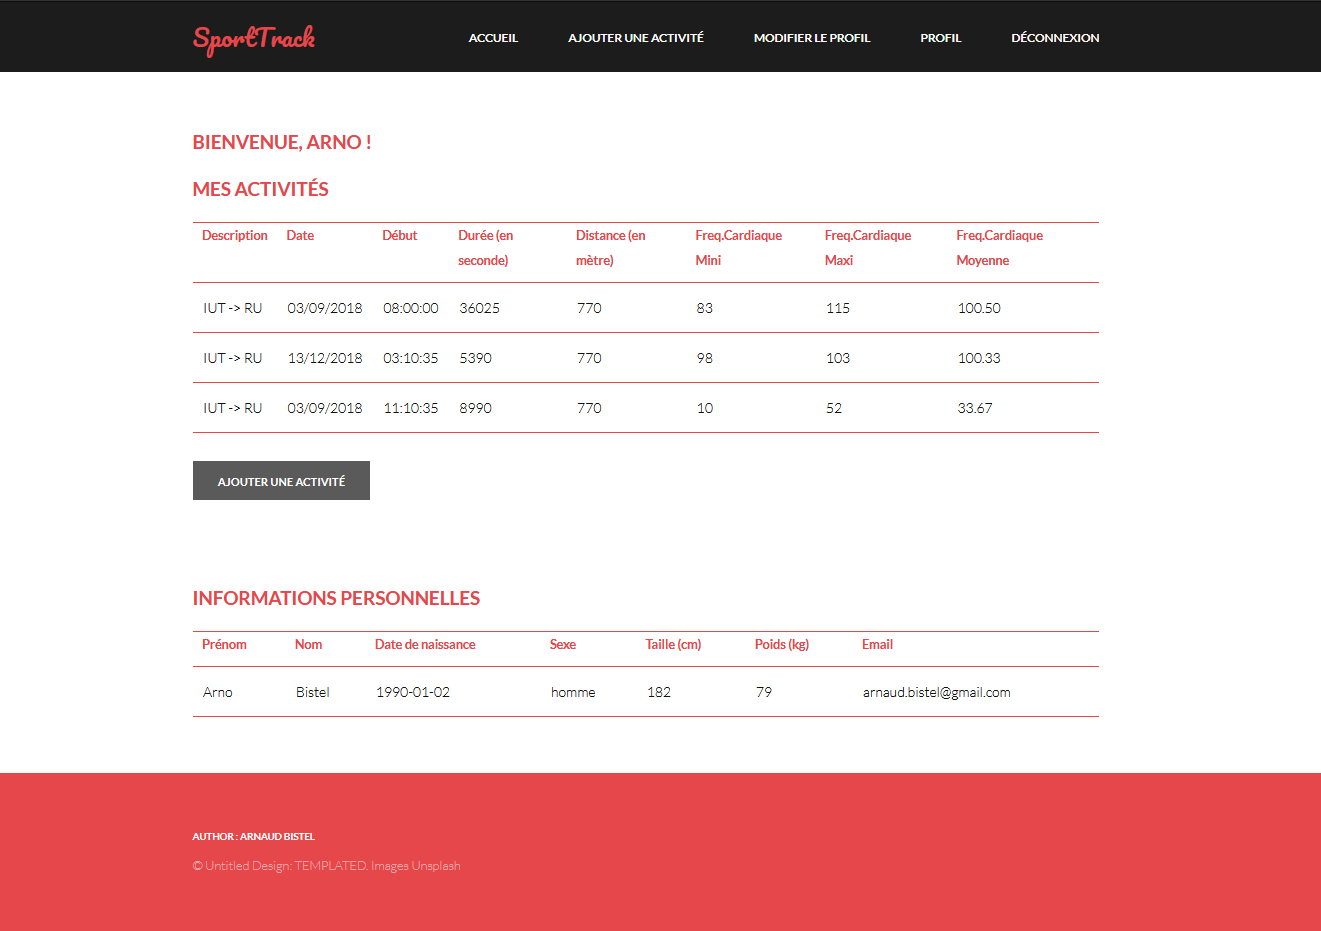 SportTrack ACCUEIL AJOUTER UNE ACTIVITÉ MODIFIER LE PROFIL PROFIL DÉCONNEXION
BIENVENUE, ARNO !
MES ACTIVITÉS
Description Date Début Durée (en seconde) Distance (en mètre) Freq.Cardiaque Mini Freq.Cardiaque Maxi Freq.Cardiaque Moyenne
IUT -> RU 03/09/2018 08:00:00 36025 770 83 115 100.50
IUT -> RU 13/12/2018 03:10:35 5390 770 98 103 100.33
IUT -> RU 03/09/2018 11:10:35 8990 770 10 52 33.67
AJOUTER UNE ACTIVITÉ
INFORMATIONS PERSONNELLES
Prénom Nom Date de naissance Sexe Taille (cm) Poids (kg) Email
Arno Bistel 1990-01-02 homme 182 79 arnaud.bistel@gmail.com
AUTHOR : ARNAUD BISTEL
© Untitled Design: TEMPLATED. Images Unsplash